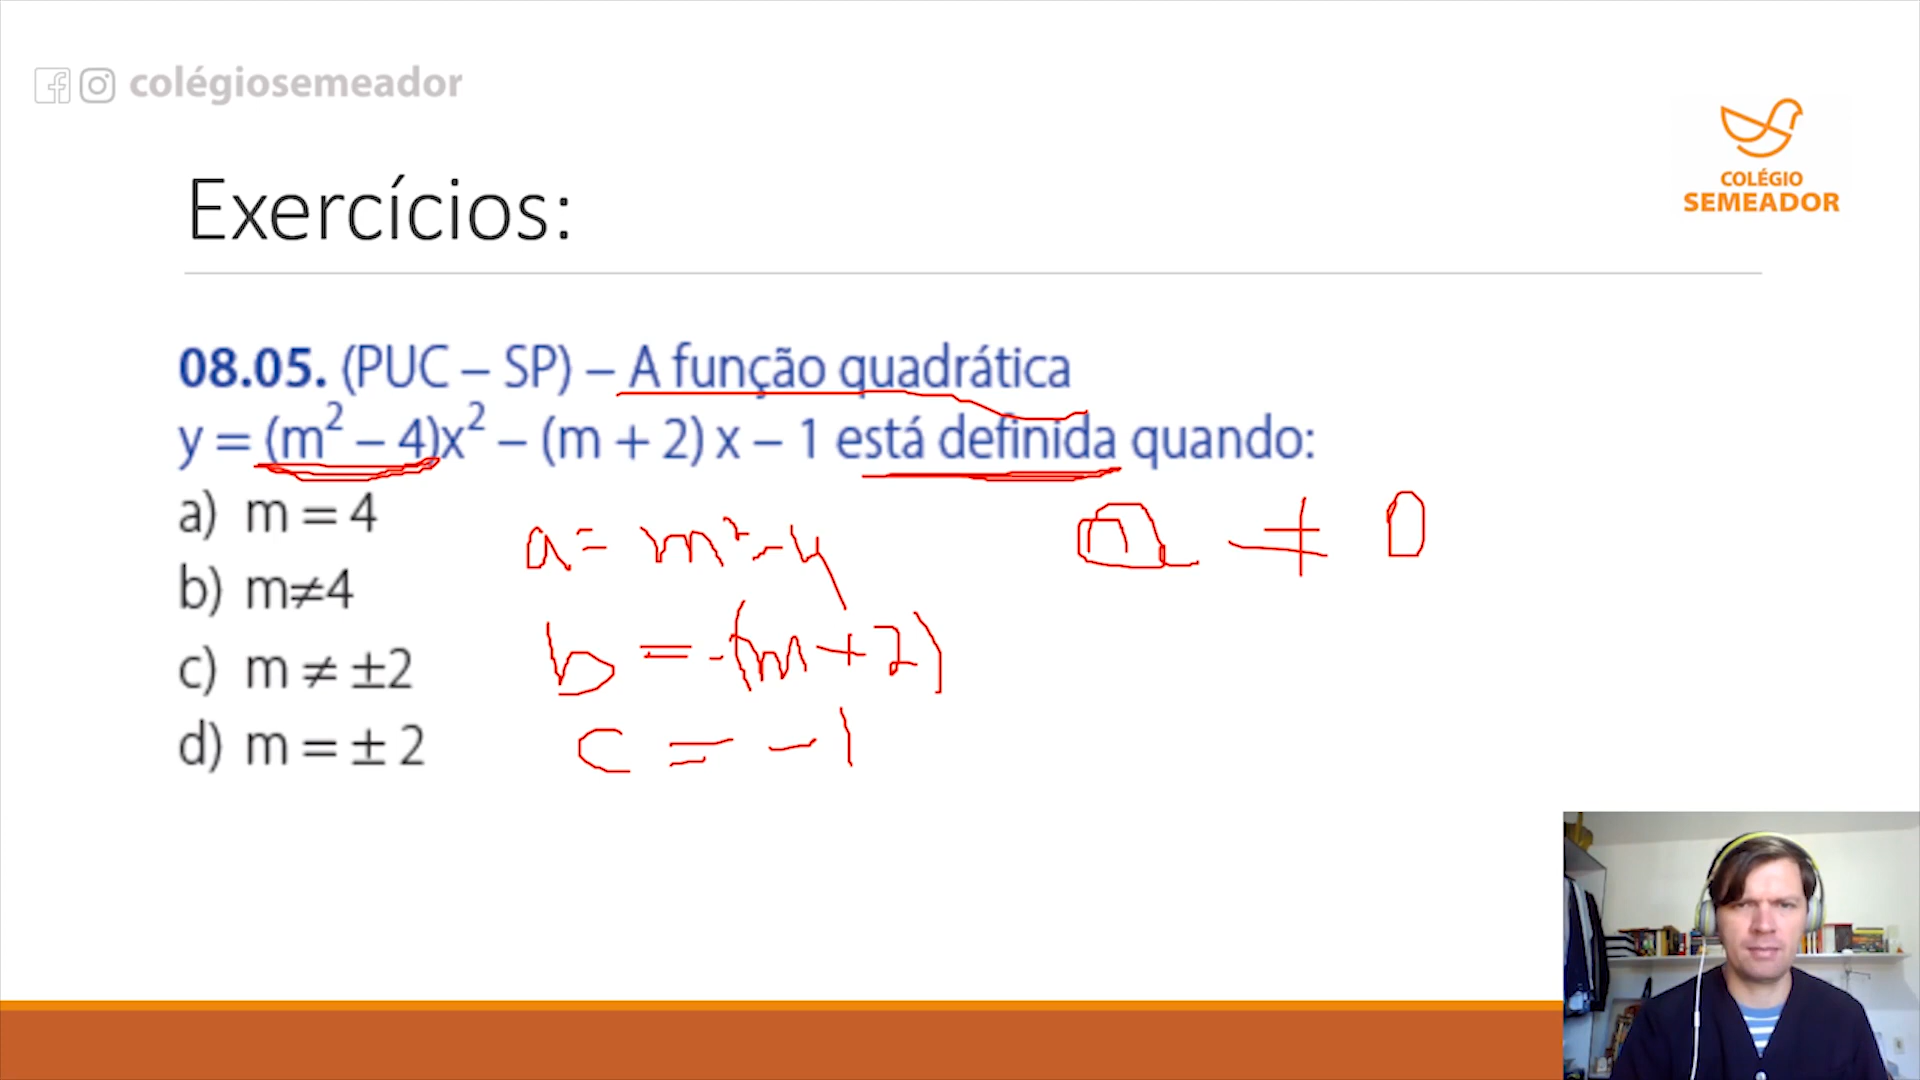 colégiosemeador
COLÉGIO
SEMEADOR
Exercícios:
08.05. (PUC – SP) – A função quadrática
y = (m² – 4)x² – (m + 2) x – 1 está definida quando:
a) m = 4
b) m≠4
c) m ≠ ±2
d) m = ± 2
a = m² - 4
b = -(m + 2)
c = -1
a ≠ 0